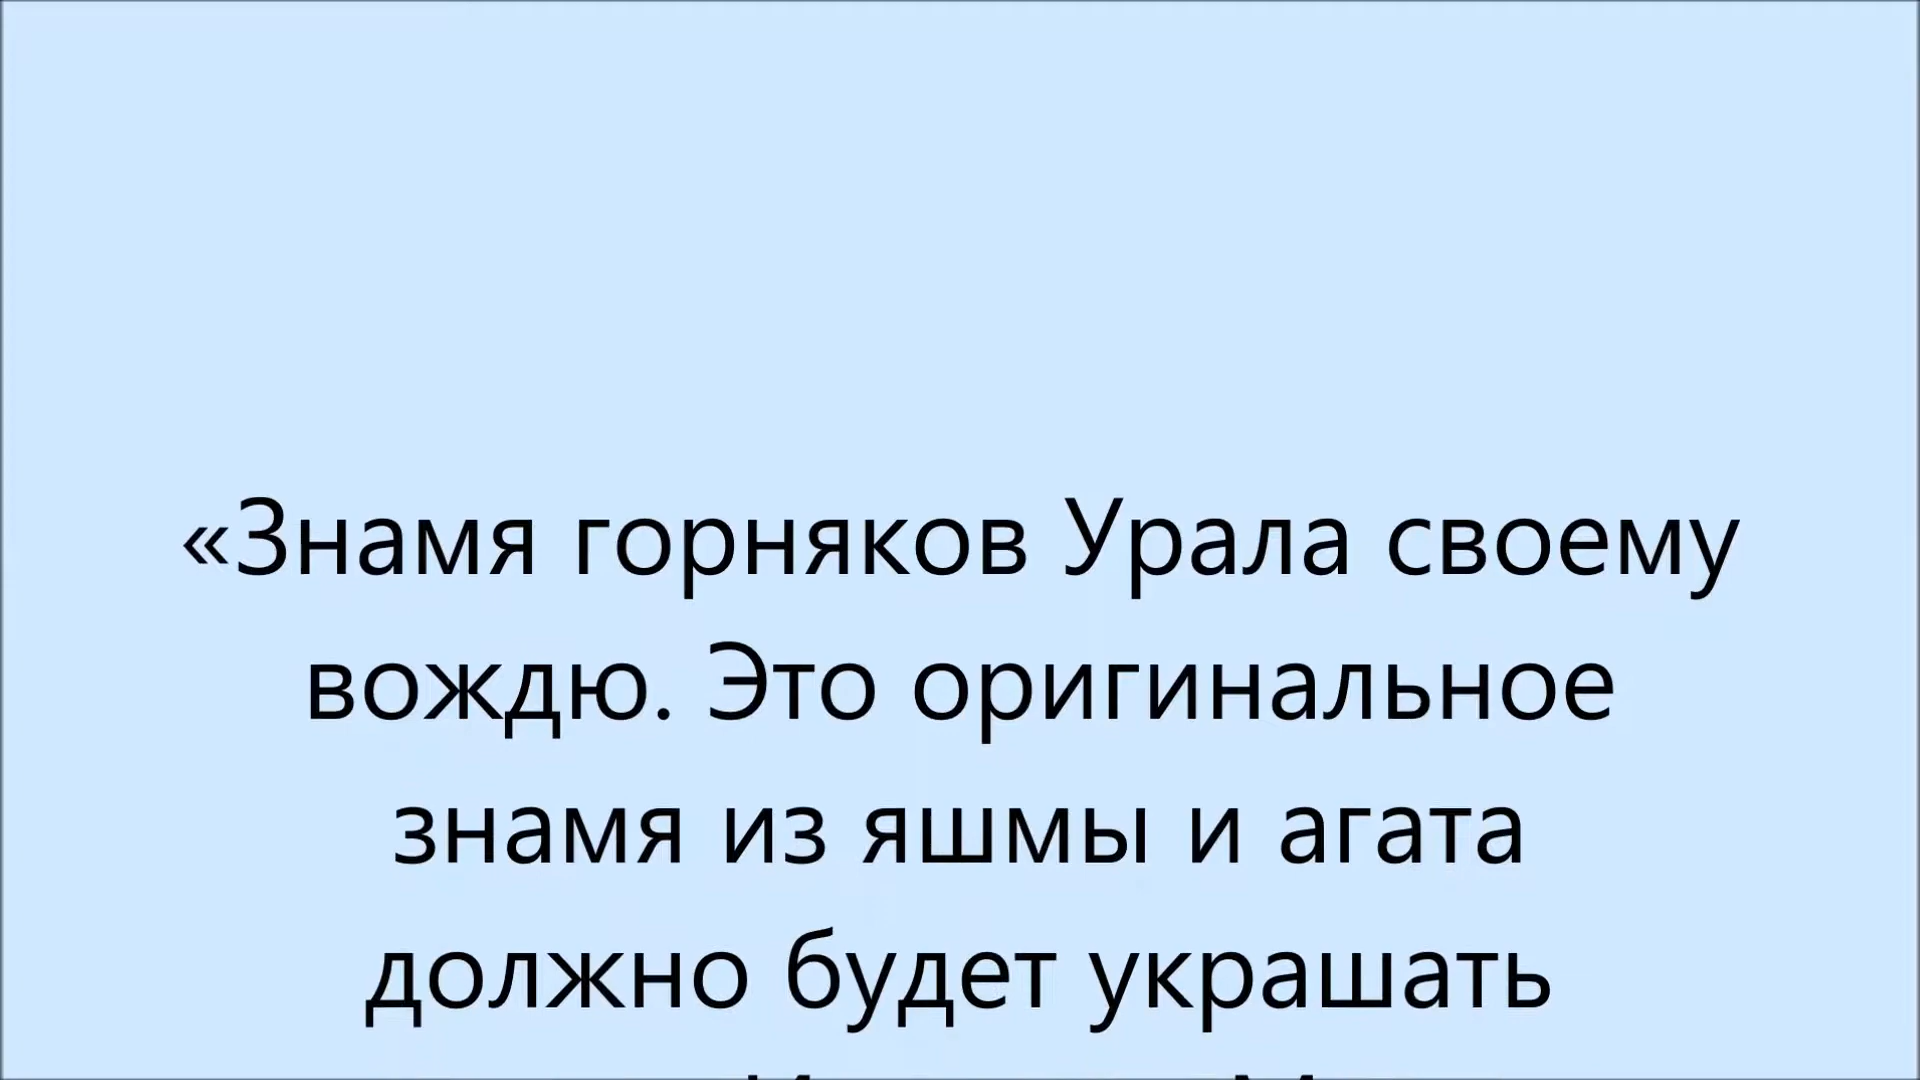 «Знамя горняков Урала своему
вождю. Это оригинальное
знамя из яшмы и агата
должно будет украшать